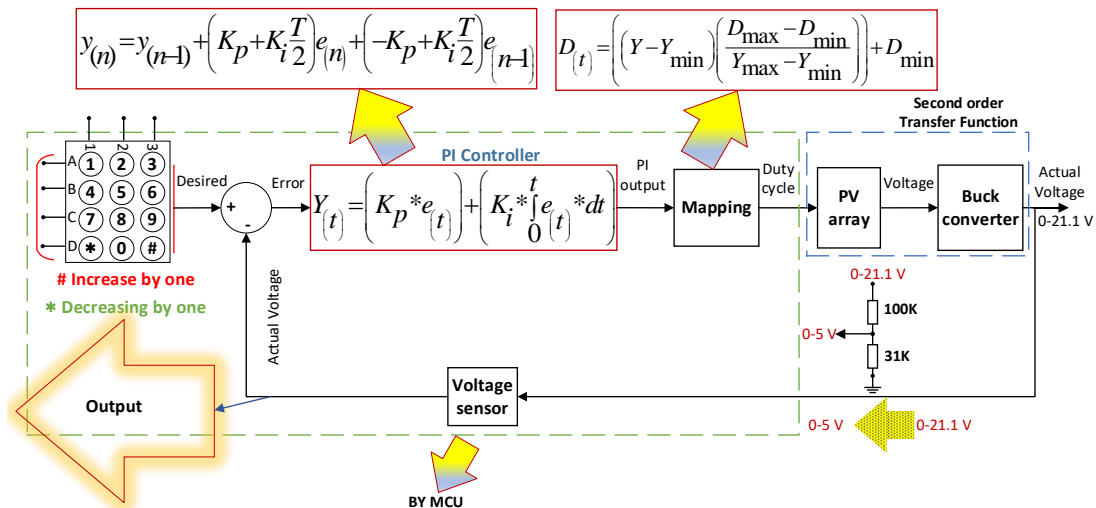 y(n) = y(n−1) + (Kp + Ki T/2) e(n) + (−Kp + Ki T/2) e(n−1)
D(t) = ((Y − Ymin) ((Dmax − Dmin)/(Ymax − Ymin))) + Dmin
Second order
Transfer Function
1 2 3
A 1 2 3
B 4 5 6
C 7 8 9
D * 0 #
# Increase by one
* Decreasing by one
Desired
+
-
Error
PI Controller
Y(t) = (Kp * e(t)) + (Ki * ∫0t e(t) * dt)
PI
output
Mapping
Duty
cycle
PV
array
Voltage
Buck
converter
Actual
Voltage
0-21.1 V
Actual Voltage
0-21.1 V
100K
0-5 V
31K
Output
Voltage
sensor
0-5 V
0-21.1 V
BY MCU